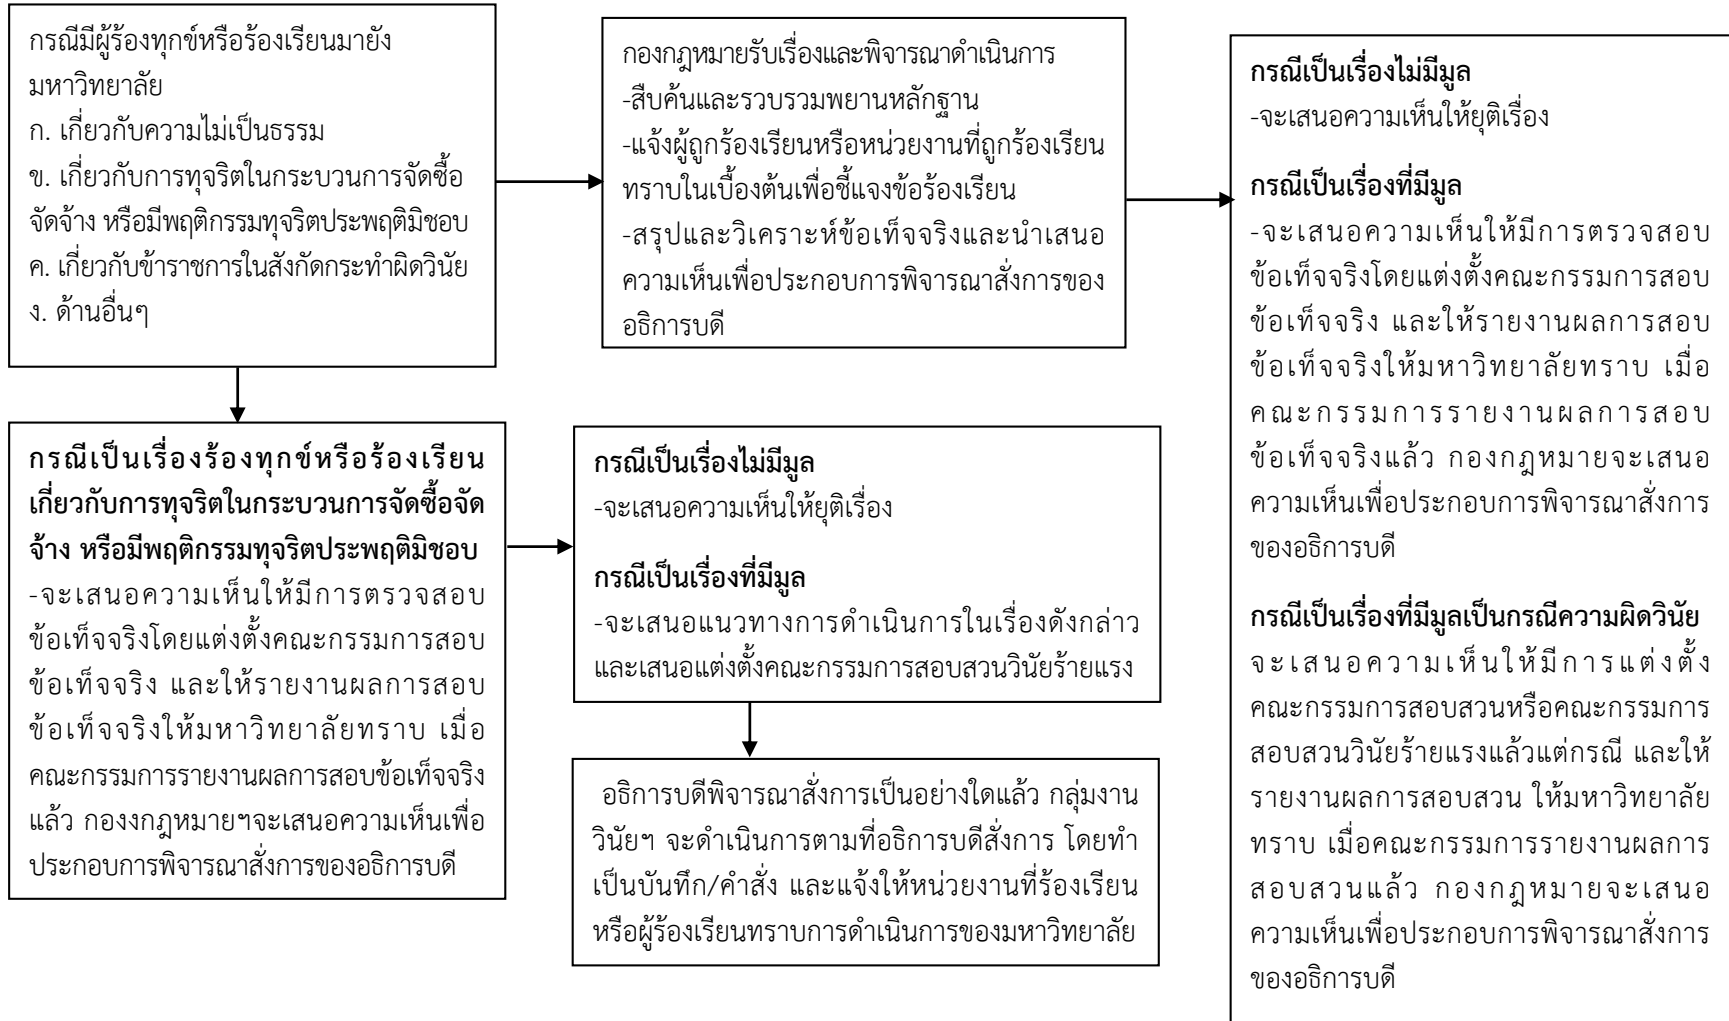 กรณีมีผู้ร้องทุกข์หรือร้องเรียนมายัง
มหาวิทยาลัย
ก. เกี่ยวกับความไม่เป็นธรรม
ข. เกี่ยวกับการทุจริตในกระบวนการจัดซื้อ
จัดจ้าง หรือมีพฤติกรรมทุจริตประพฤติมิชอบ
ค. เกี่ยวกับข้าราชการในสังกัดกระทำผิดวินัย
ง. ด้านอื่นๆ
กองกฎหมายรับเรื่องและพิจารณาดำเนินการ
-สืบค้นและรวบรวมพยานหลักฐาน
-แจ้งผู้ถูกร้องเรียนหรือหน่วยงานที่ถูกร้องเรียน
ทราบในเบื้องต้นเพื่อชี้แจงข้อร้องเรียน
-สรุปและวิเคราะห์ข้อเท็จจริงและนำเสนอ
ความเห็นเพื่อประกอบการพิจารณาสั่งการของ
อธิการบดี
กรณีเป็นเรื่องไม่มีมูล
-จะเสนอความเห็นให้ยุติเรื่อง
กรณีเป็นเรื่องที่มีมูล
-จะเสนอความเห็นให้มีการตรวจสอบ
ข้อเท็จจริงโดยแต่งตั้งคณะกรรมการสอบ
ข้อเท็จจริง และให้รายงานผลการสอบ
ข้อเท็จจริงให้มหาวิทยาลัยทราบ เมื่อ
คณะกรรมการรายงานผลการสอบ
ข้อเท็จจริงแล้ว กองกฎหมายจะเสนอ
ความเห็นเพื่อประกอบการพิจารณาสั่งการ
ของอธิการบดี
กรณีเป็นเรื่องที่มีมูลเป็นกรณีความผิดวินัย
จะเสนอความเห็นให้มีการแต่งตั้ง
คณะกรรมการสอบสวนหรือคณะกรรมการ
สอบสวนวินัยร้ายแรงแล้วแต่กรณี และให้
รายงานผลการสอบสวน ให้มหาวิทยาลัย
ทราบ เมื่อคณะกรรมการรายงานผลการ
สอบสวนแล้ว กองกฎหมายจะเสนอ
ความเห็นเพื่อประกอบการพิจารณาสั่งการ
ของอธิการบดี
กรณีเป็นเรื่องร้องทุกข์หรือร้องเรียน
เกี่ยวกับการทุจริตในกระบวนการจัดซื้อจัด
จ้าง หรือมีพฤติกรรมทุจริตประพฤติมิชอบ
-จะเสนอความเห็นให้มีการตรวจสอบ
ข้อเท็จจริงโดยแต่งตั้งคณะกรรมการสอบ
ข้อเท็จจริง และให้รายงานผลการสอบ
ข้อเท็จจริงให้มหาวิทยาลัยทราบ เมื่อ
คณะกรรมการรายงานผลการสอบข้อเท็จจริง
แล้ว กองงกฎหมายฯจะเสนอความเห็นเพื่อ
ประกอบการพิจารณาสั่งการของอธิการบดี
กรณีเป็นเรื่องไม่มีมูล
-จะเสนอความเห็นให้ยุติเรื่อง
กรณีเป็นเรื่องที่มีมูล
-จะเสนอแนวทางการดำเนินการในเรื่องดังกล่าว
และเสนอแต่งตั้งคณะกรรมการสอบสวนวินัยร้ายแรง
อธิการบดีพิจารณาสั่งการเป็นอย่างใดแล้ว กลุ่มงาน
วินัยฯ จะดำเนินการตามที่อธิการบดีสั่งการ โดยทำ
เป็นบันทึก/คำสั่ง และแจ้งให้หน่วยงานที่ร้องเรียน
หรือผู้ร้องเรียนทราบการดำเนินการของมหาวิทยาลัย